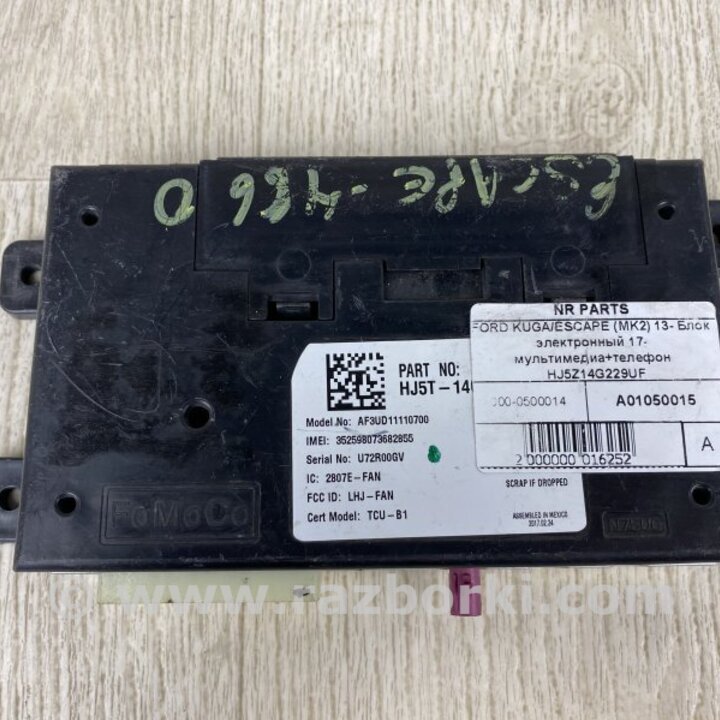 ESCAPE-186 O
NR PARTS
FORD KUGA/ESCAPE (MK2) 13- Блок
электронный 17-
мультимедиа+телефон
HJ5Z14G229UF
000-0500014 A01050015
2 000000 016252 A
PART NO:
HJ5T-14
Model No: AF3UD11110700
IMEI: 352598073682855
Serial No: U72R00GV
IC: 2807E-FAN
FCC ID: LHJ-FAN
Cert Model: TCU-B1
SCRAP IF DROPPED
ASSEMBLED IN MEXICO
2017.02.24
FoMoCo
© www.razborki.com